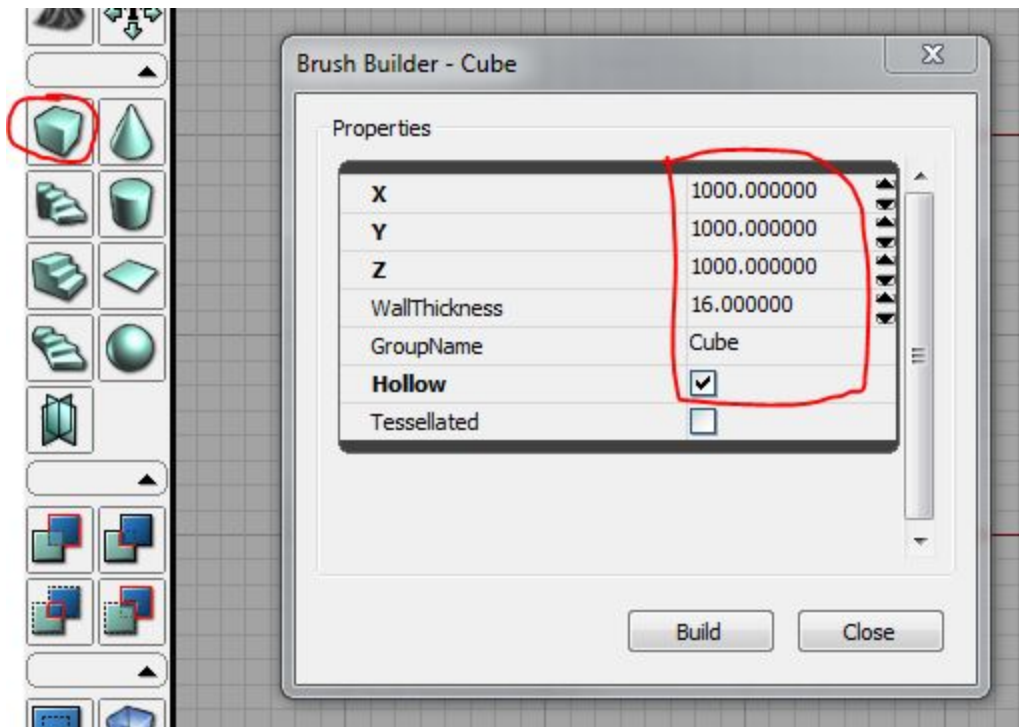 Brush Builder - Cube
Properties
X 1000.000000
Y 1000.000000
Z 1000.000000
WallThickness 16.000000
GroupName Cube
Hollow
Tessellated
Build Close